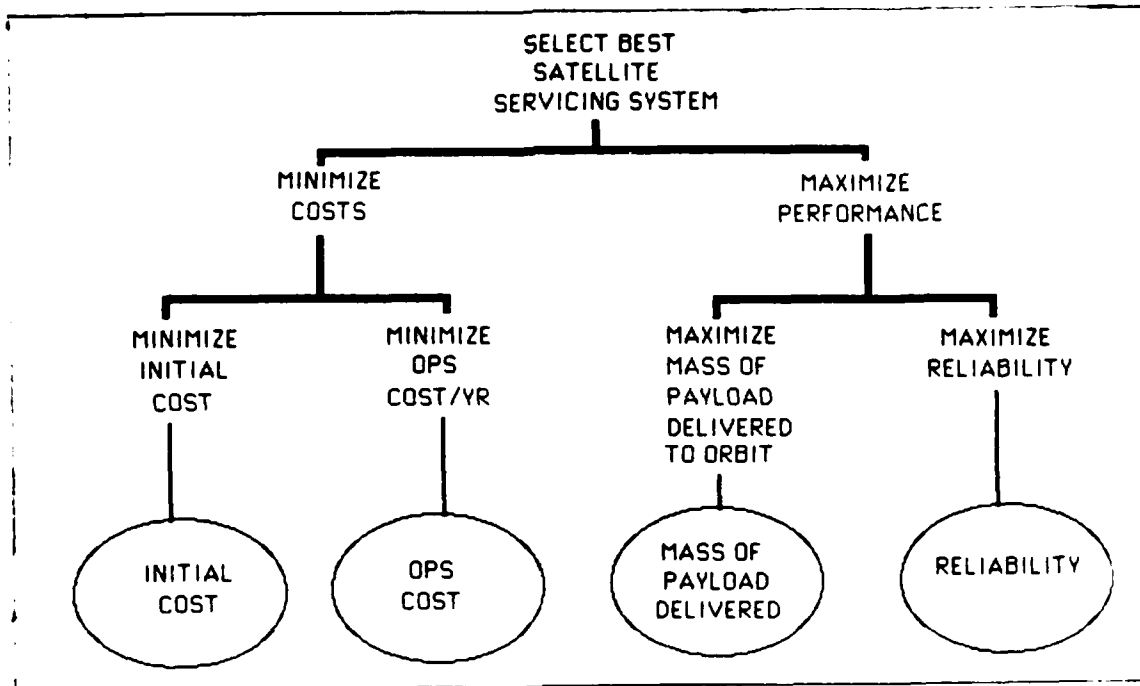 SELECT BEST
SATELLITE
SERVICING SYSTEM
MINIMIZE
COSTS
MAXIMIZE
PERFORMANCE
MINIMIZE
INITIAL
COST
MINIMIZE
OPS
COST/YR
MAXIMIZE
MASS OF
PAYLOAD
DELIVERED
TO ORBIT
MAXIMIZE
RELIABILITY
INITIAL
COST
OPS
COST
MASS OF
PAYLOAD
DELIVERED
RELIABILITY